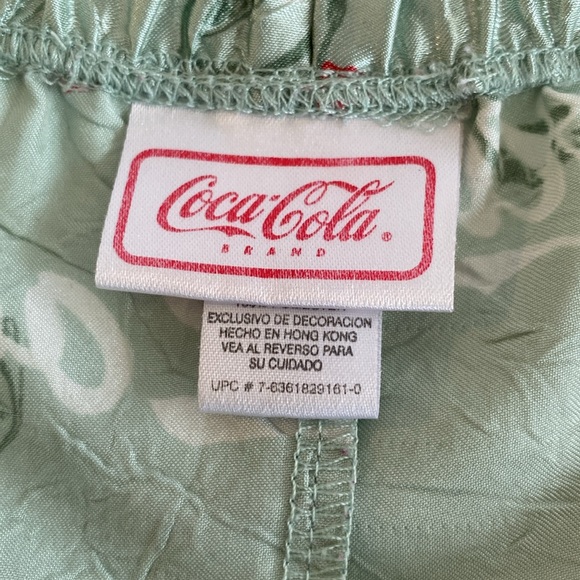 Coca-Cola®
BRAND
EXCLUSIVO DE DECORACION
HECHO EN HONG KONG
VEA AL REVERSO PARA
SU CUIDADO
UPC # 7-6361829161-0